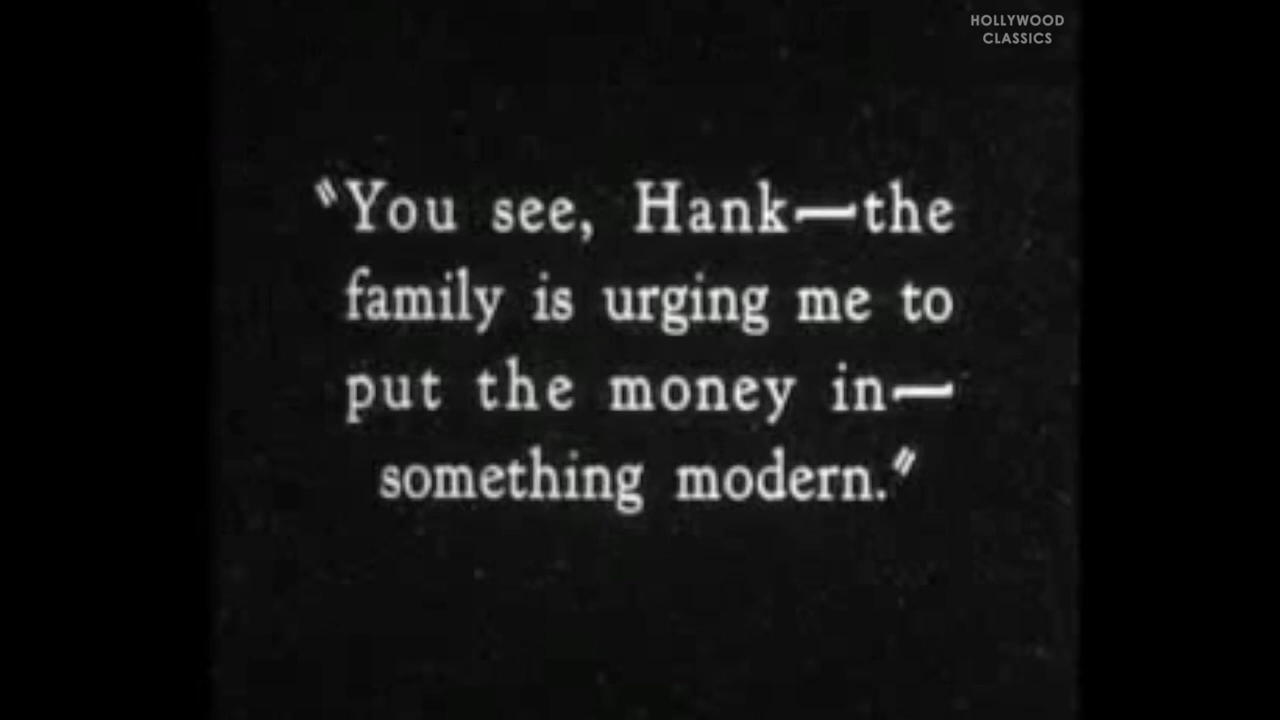 HOLLYWOOD
CLASSICS
"You see, Hank—the
family is urging me to
put the money in—
something modern."